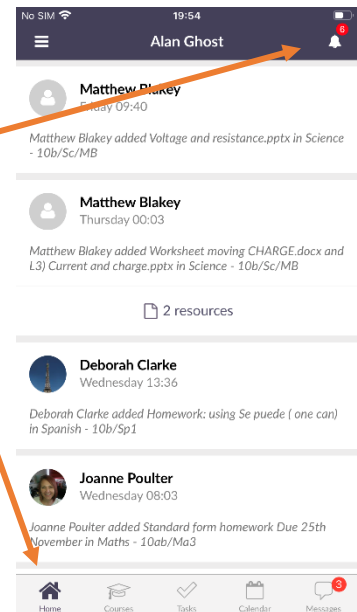 No SIM 19:54
Alan Ghost 6
Matthew Blakey
Friday 09:40
Matthew Blakey added Voltage and resistance.pptx in Science
- 10b/Sc/MB
Matthew Blakey
Thursday 00:03
Matthew Blakey added Worksheet moving CHARGE.docx and
L3) Current and charge.pptx in Science - 10b/Sc/MB
2 resources
Deborah Clarke
Wednesday 13:36
Deborah Clarke added Homework: using Se puede ( one can)
in Spanish - 10b/Sp1
Joanne Poulter
Wednesday 08:03
Joanne Poulter added Standard form homework Due 25th
November in Maths - 10ab/Ma3
3
Home Courses Tasks Calendar Messages